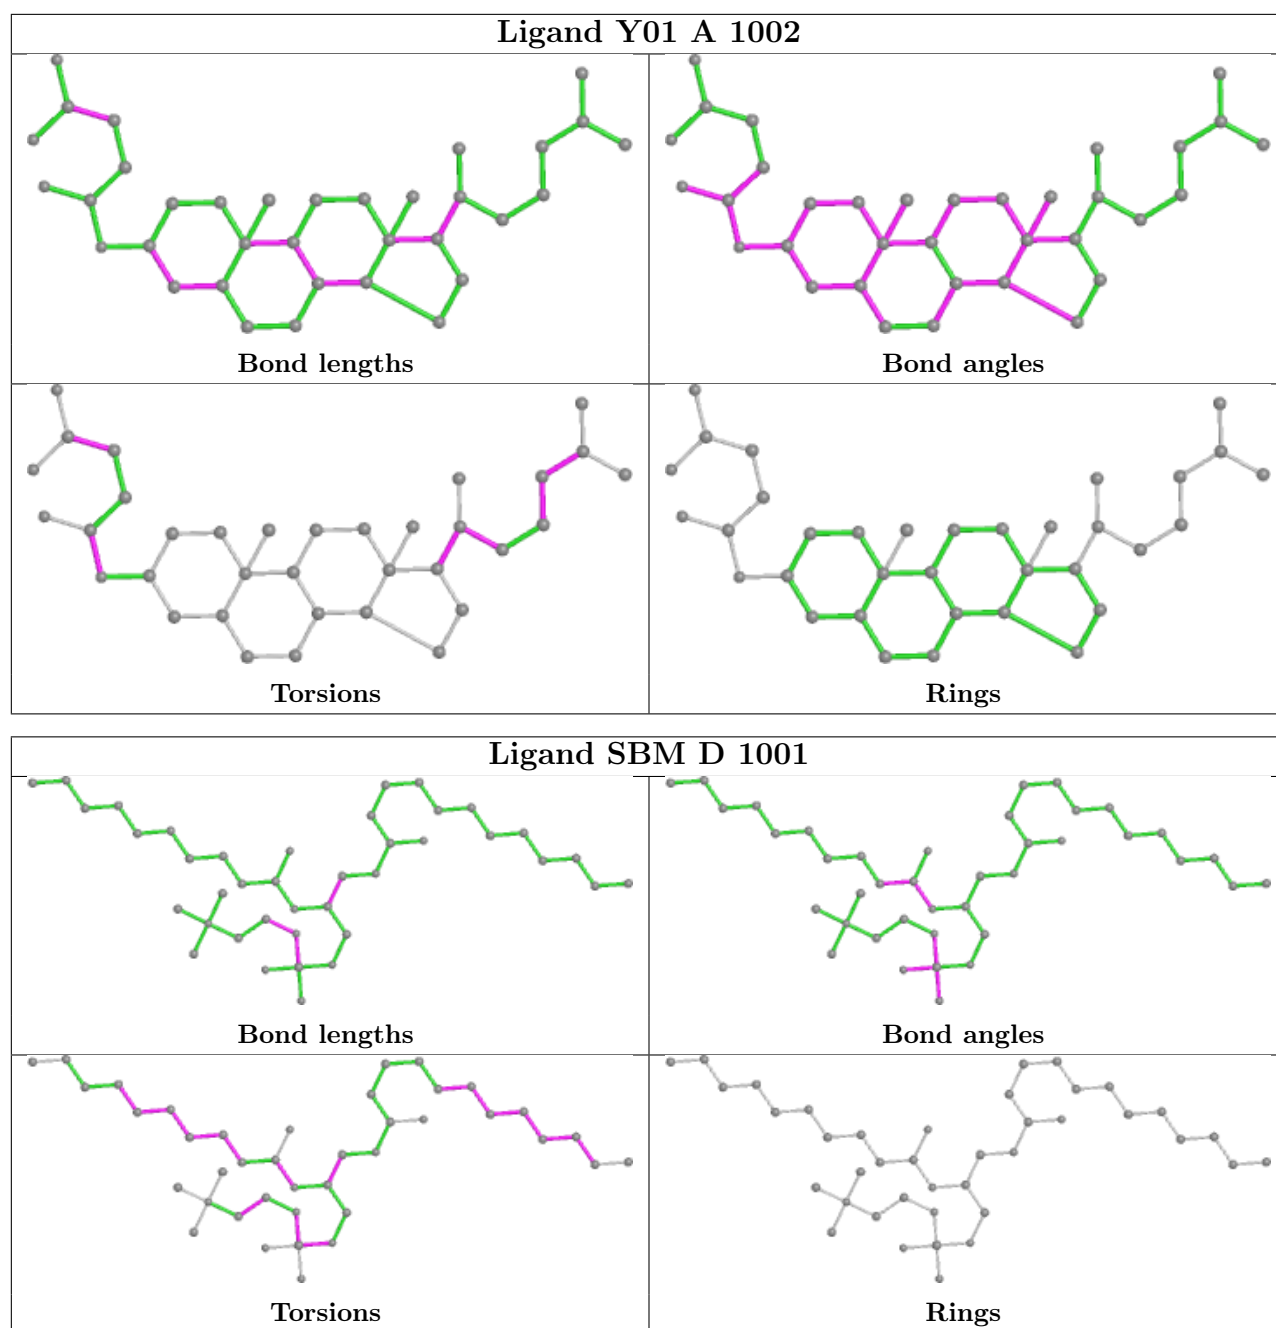 Ligand Y01 A 1002
Bond lengths
Bond angles
Torsions
Rings
Ligand SBM D 1001
Bond lengths
Bond angles
Torsions
Rings